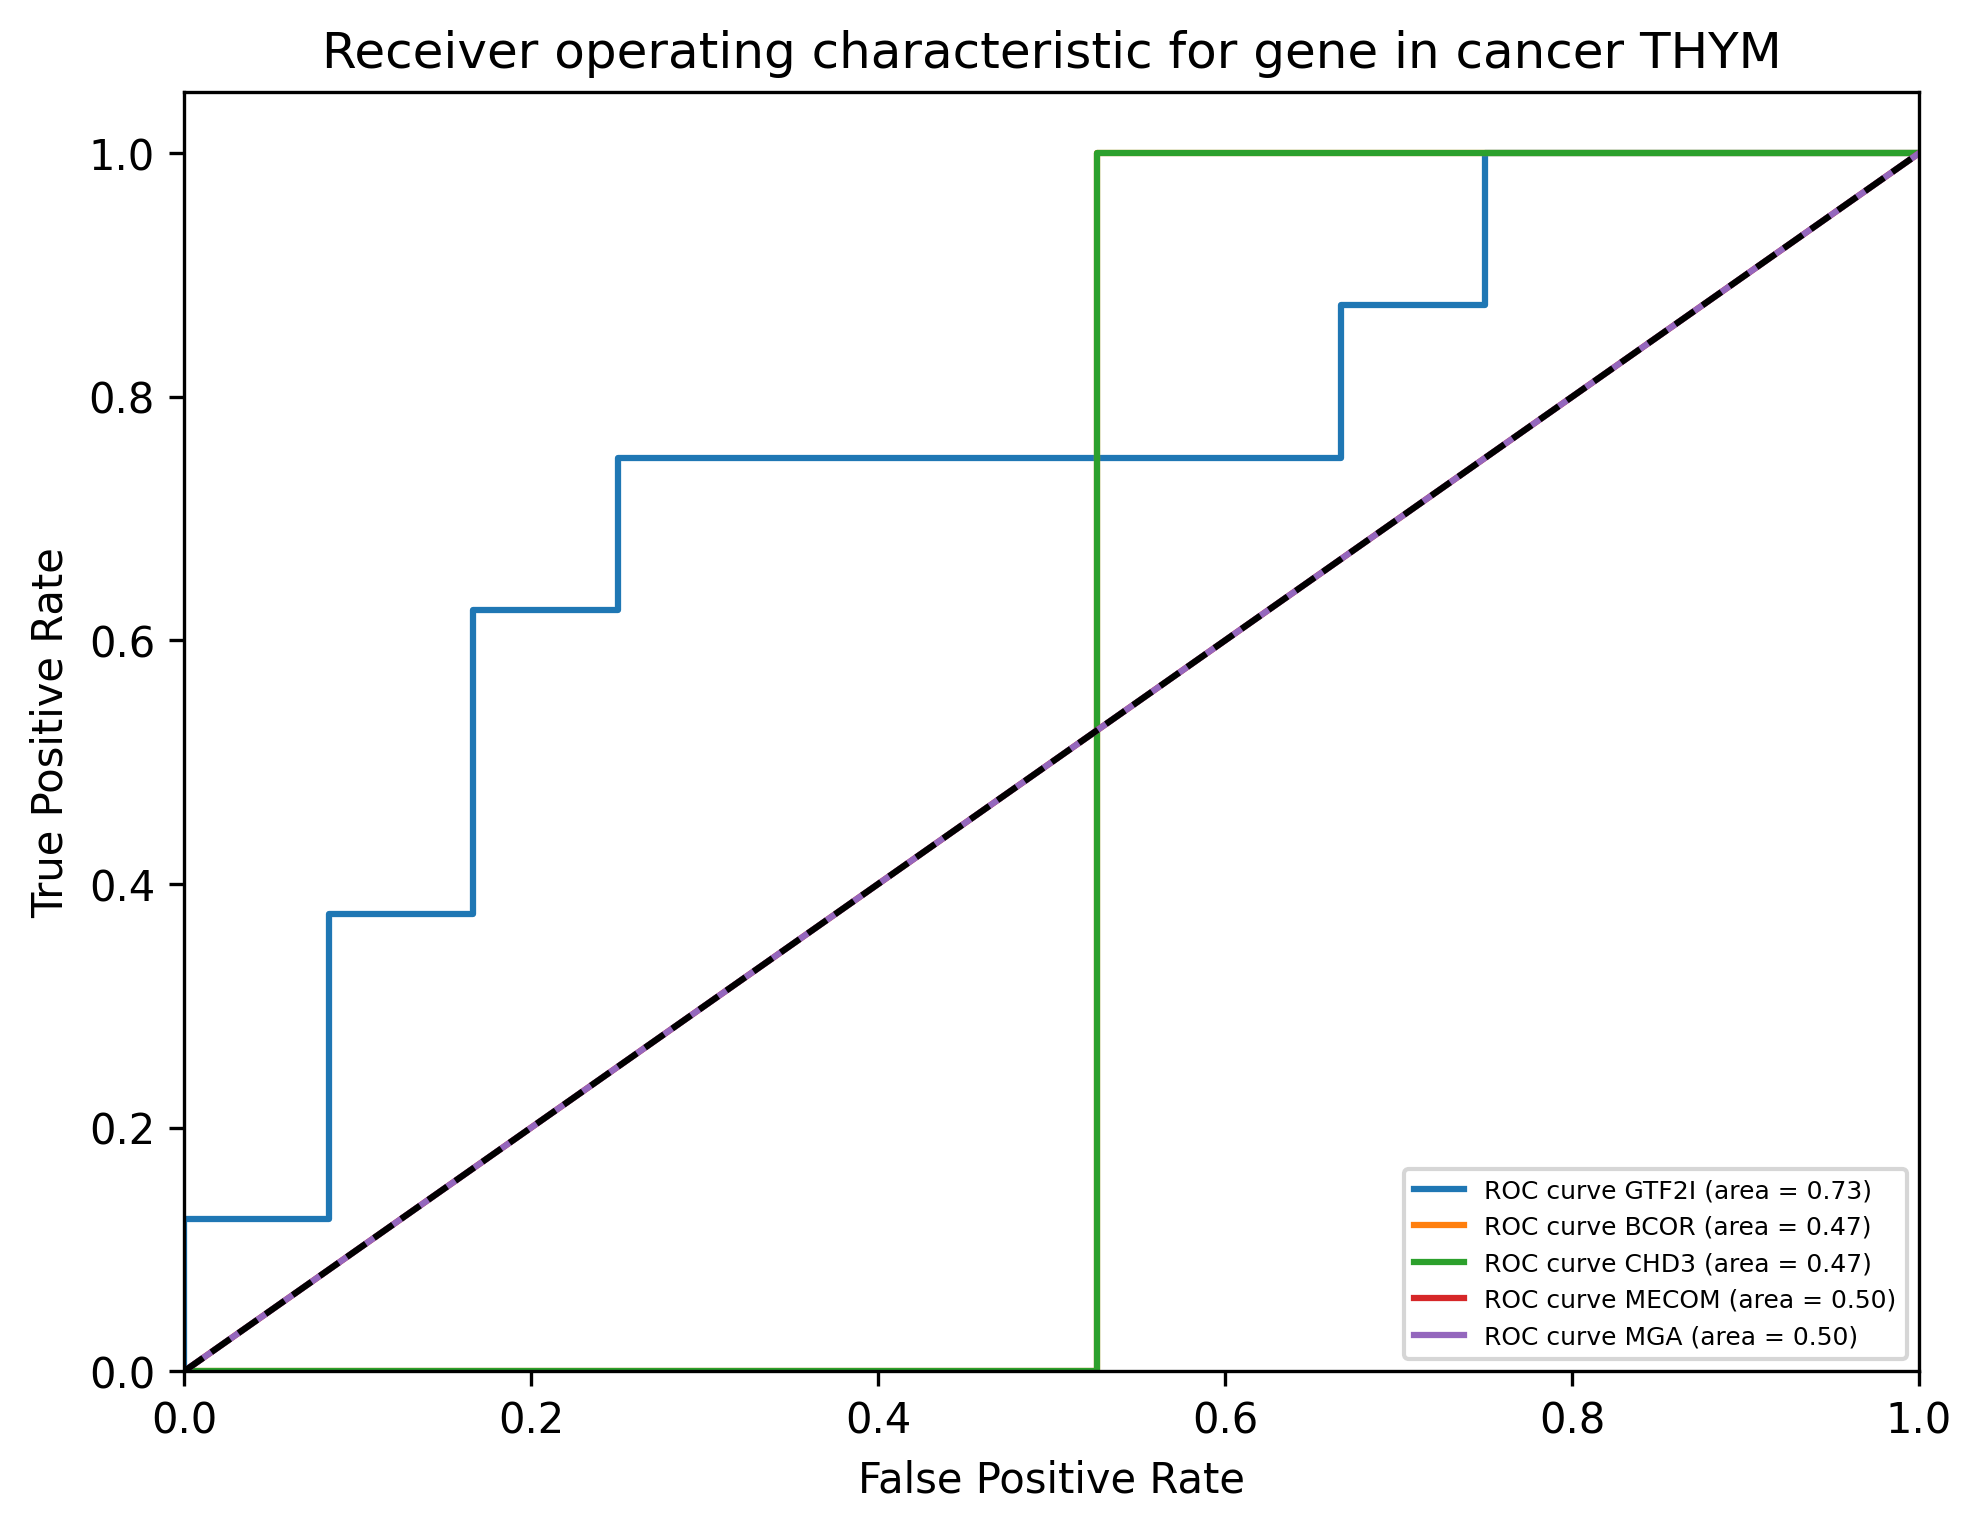 Receiver operating characteristic for gene in cancer THYM
True Positive Rate
1.0
0.8
0.6
0.4
0.2
0.0
ROC curve GTF2I (area = 0.73)
ROC curve BCOR (area = 0.47)
ROC curve CHD3 (area = 0.47)
ROC curve MECOM (area = 0.50)
ROC curve MGA (area = 0.50)
0.0 0.2 0.4 0.6 0.8 1.0
False Positive Rate